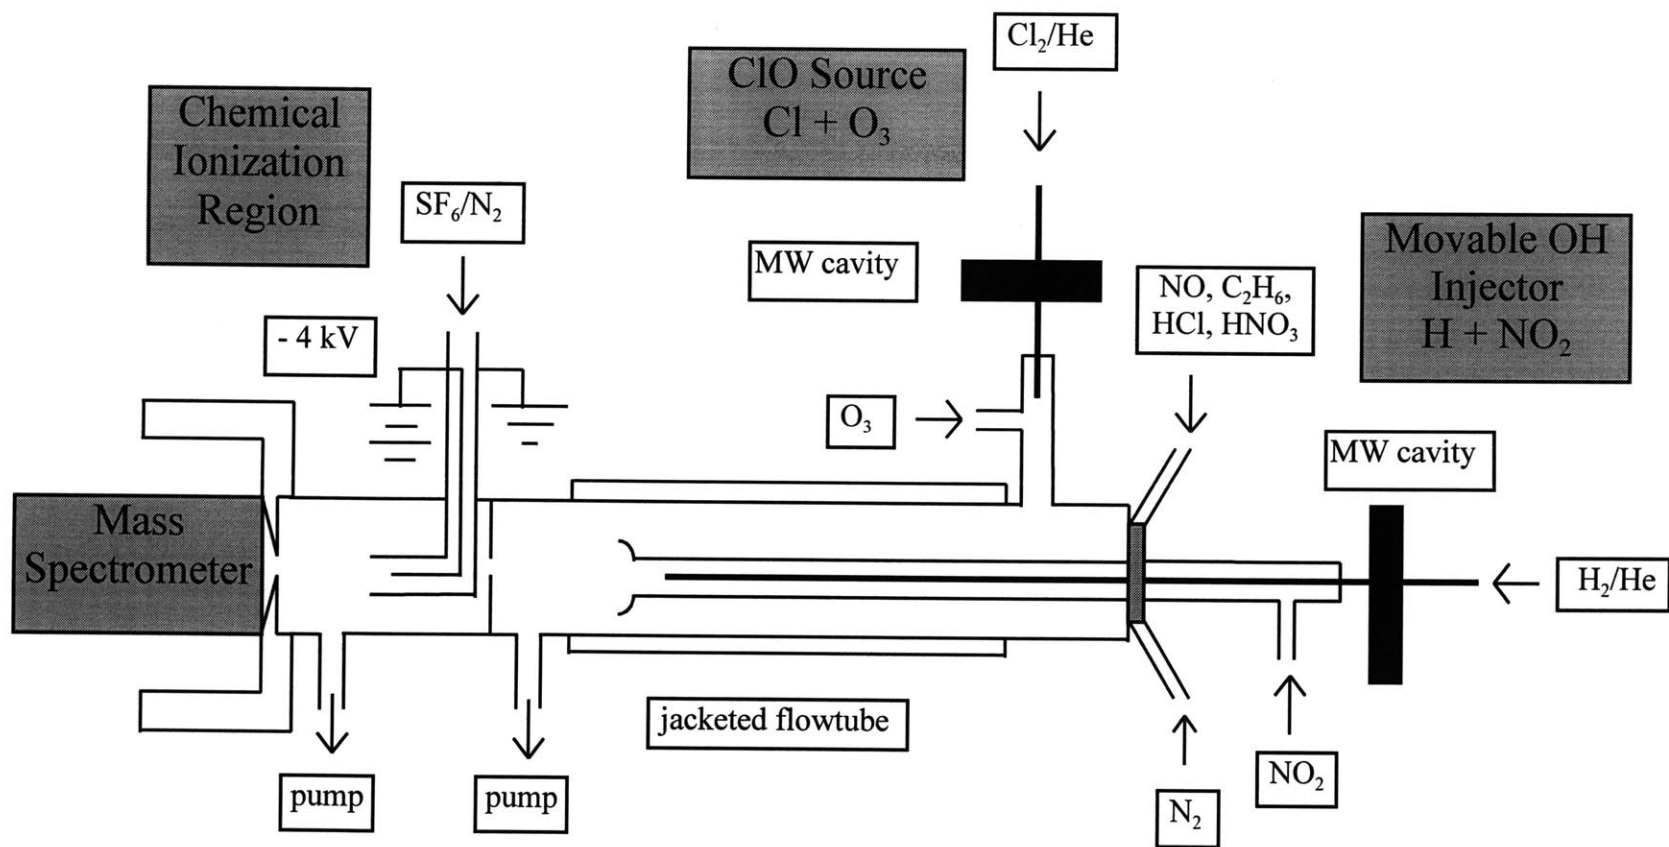 Cl₂/He
ClO Source
Cl + O₃
Chemical
Ionization
Region
SF₆/N₂
MW cavity
NO, C₂H₆,
HCl, HNO₃
Movable OH
Injector
H + NO₂
- 4 kV
O₃
MW cavity
Mass
Spectrometer
H₂/He
jacketed flowtube
pump
pump
N₂
NO₂